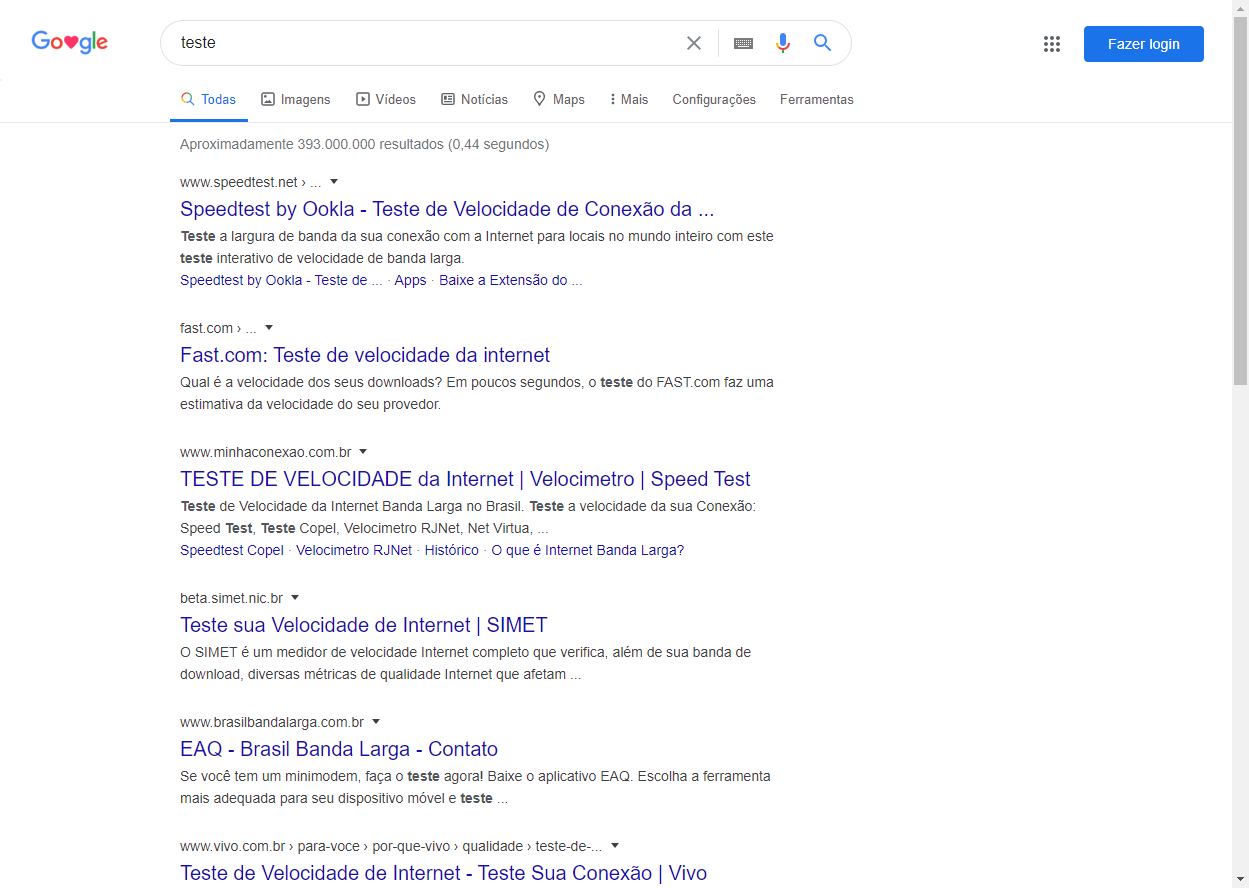 Google
teste
Fazer login
Todas Imagens Vídeos Notícias Maps Mais Configurações Ferramentas
Aproximadamente 393.000.000 resultados (0,44 segundos)
www.speedtest.net › ...
Speedtest by Ookla - Teste de Velocidade de Conexão da ...
Teste a largura de banda da sua conexão com a Internet para locais no mundo inteiro com este
teste interativo de velocidade de banda larga.
Speedtest by Ookla - Teste de ... · Apps · Baixe a Extensão do ...
fast.com › ...
Fast.com: Teste de velocidade da internet
Qual é a velocidade dos seus downloads? Em poucos segundos, o teste do FAST.com faz uma
estimativa da velocidade do seu provedor.
www.minhaconexao.com.br
TESTE DE VELOCIDADE da Internet | Velocimetro | Speed Test
Teste de Velocidade da Internet Banda Larga no Brasil. Teste a velocidade da sua Conexão:
Speed Test, Teste Copel, Velocimetro RJNet, Net Virtua, ...
Speedtest Copel · Velocimetro RJNet · Histórico · O que é Internet Banda Larga?
beta.simet.nic.br
Teste sua Velocidade de Internet | SIMET
O SIMET é um medidor de velocidade Internet completo que verifica, além de sua banda de
download, diversas métricas de qualidade Internet que afetam ...
www.brasilbandalarga.com.br
EAQ - Brasil Banda Larga - Contato
Se você tem um minimodem, faça o teste agora! Baixe o aplicativo EAQ. Escolha a ferramenta
mais adequada para seu dispositivo móvel e teste ...
www.vivo.com.br › para-voce › por-que-vivo › qualidade › teste-de-...
Teste de Velocidade de Internet - Teste Sua Conexão | Vivo